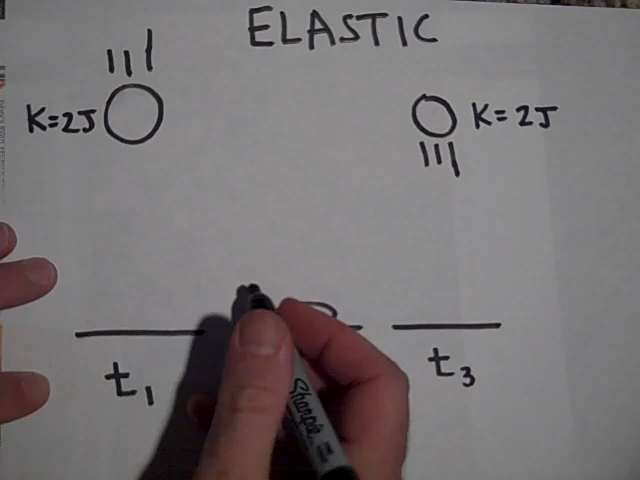 ELASTIC
K=2J
K=2J
t1
t3
Sharpie